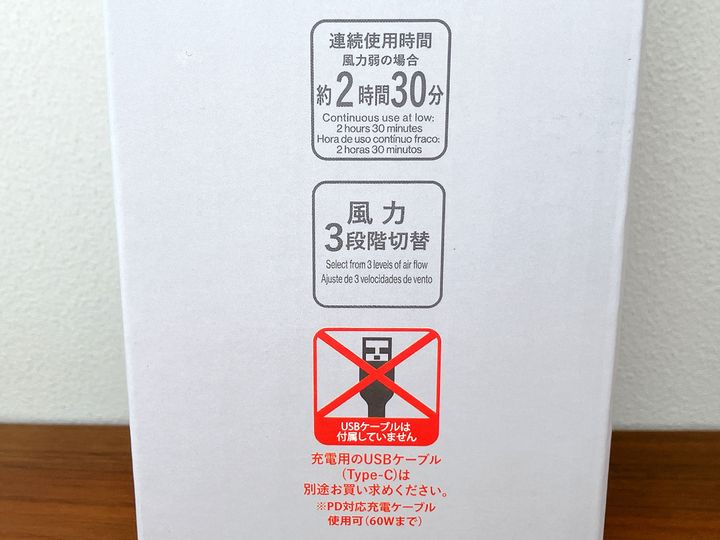 連続使用時間
風力弱の場合
約2時間30分
Continuous use at low:
2 hours 30 minutes
Hora de uso contínuo fraco:
2 horas 30 minutos
風力
3段階切替
Select from 3 levels of air flow
Ajuste de 3 velocidades de vento
USBケーブルは
付属していません
充電用のUSBケーブル
(Type-C)は
別途お買い求めください。
※PD対応充電ケーブル
使用可(60Wまで)